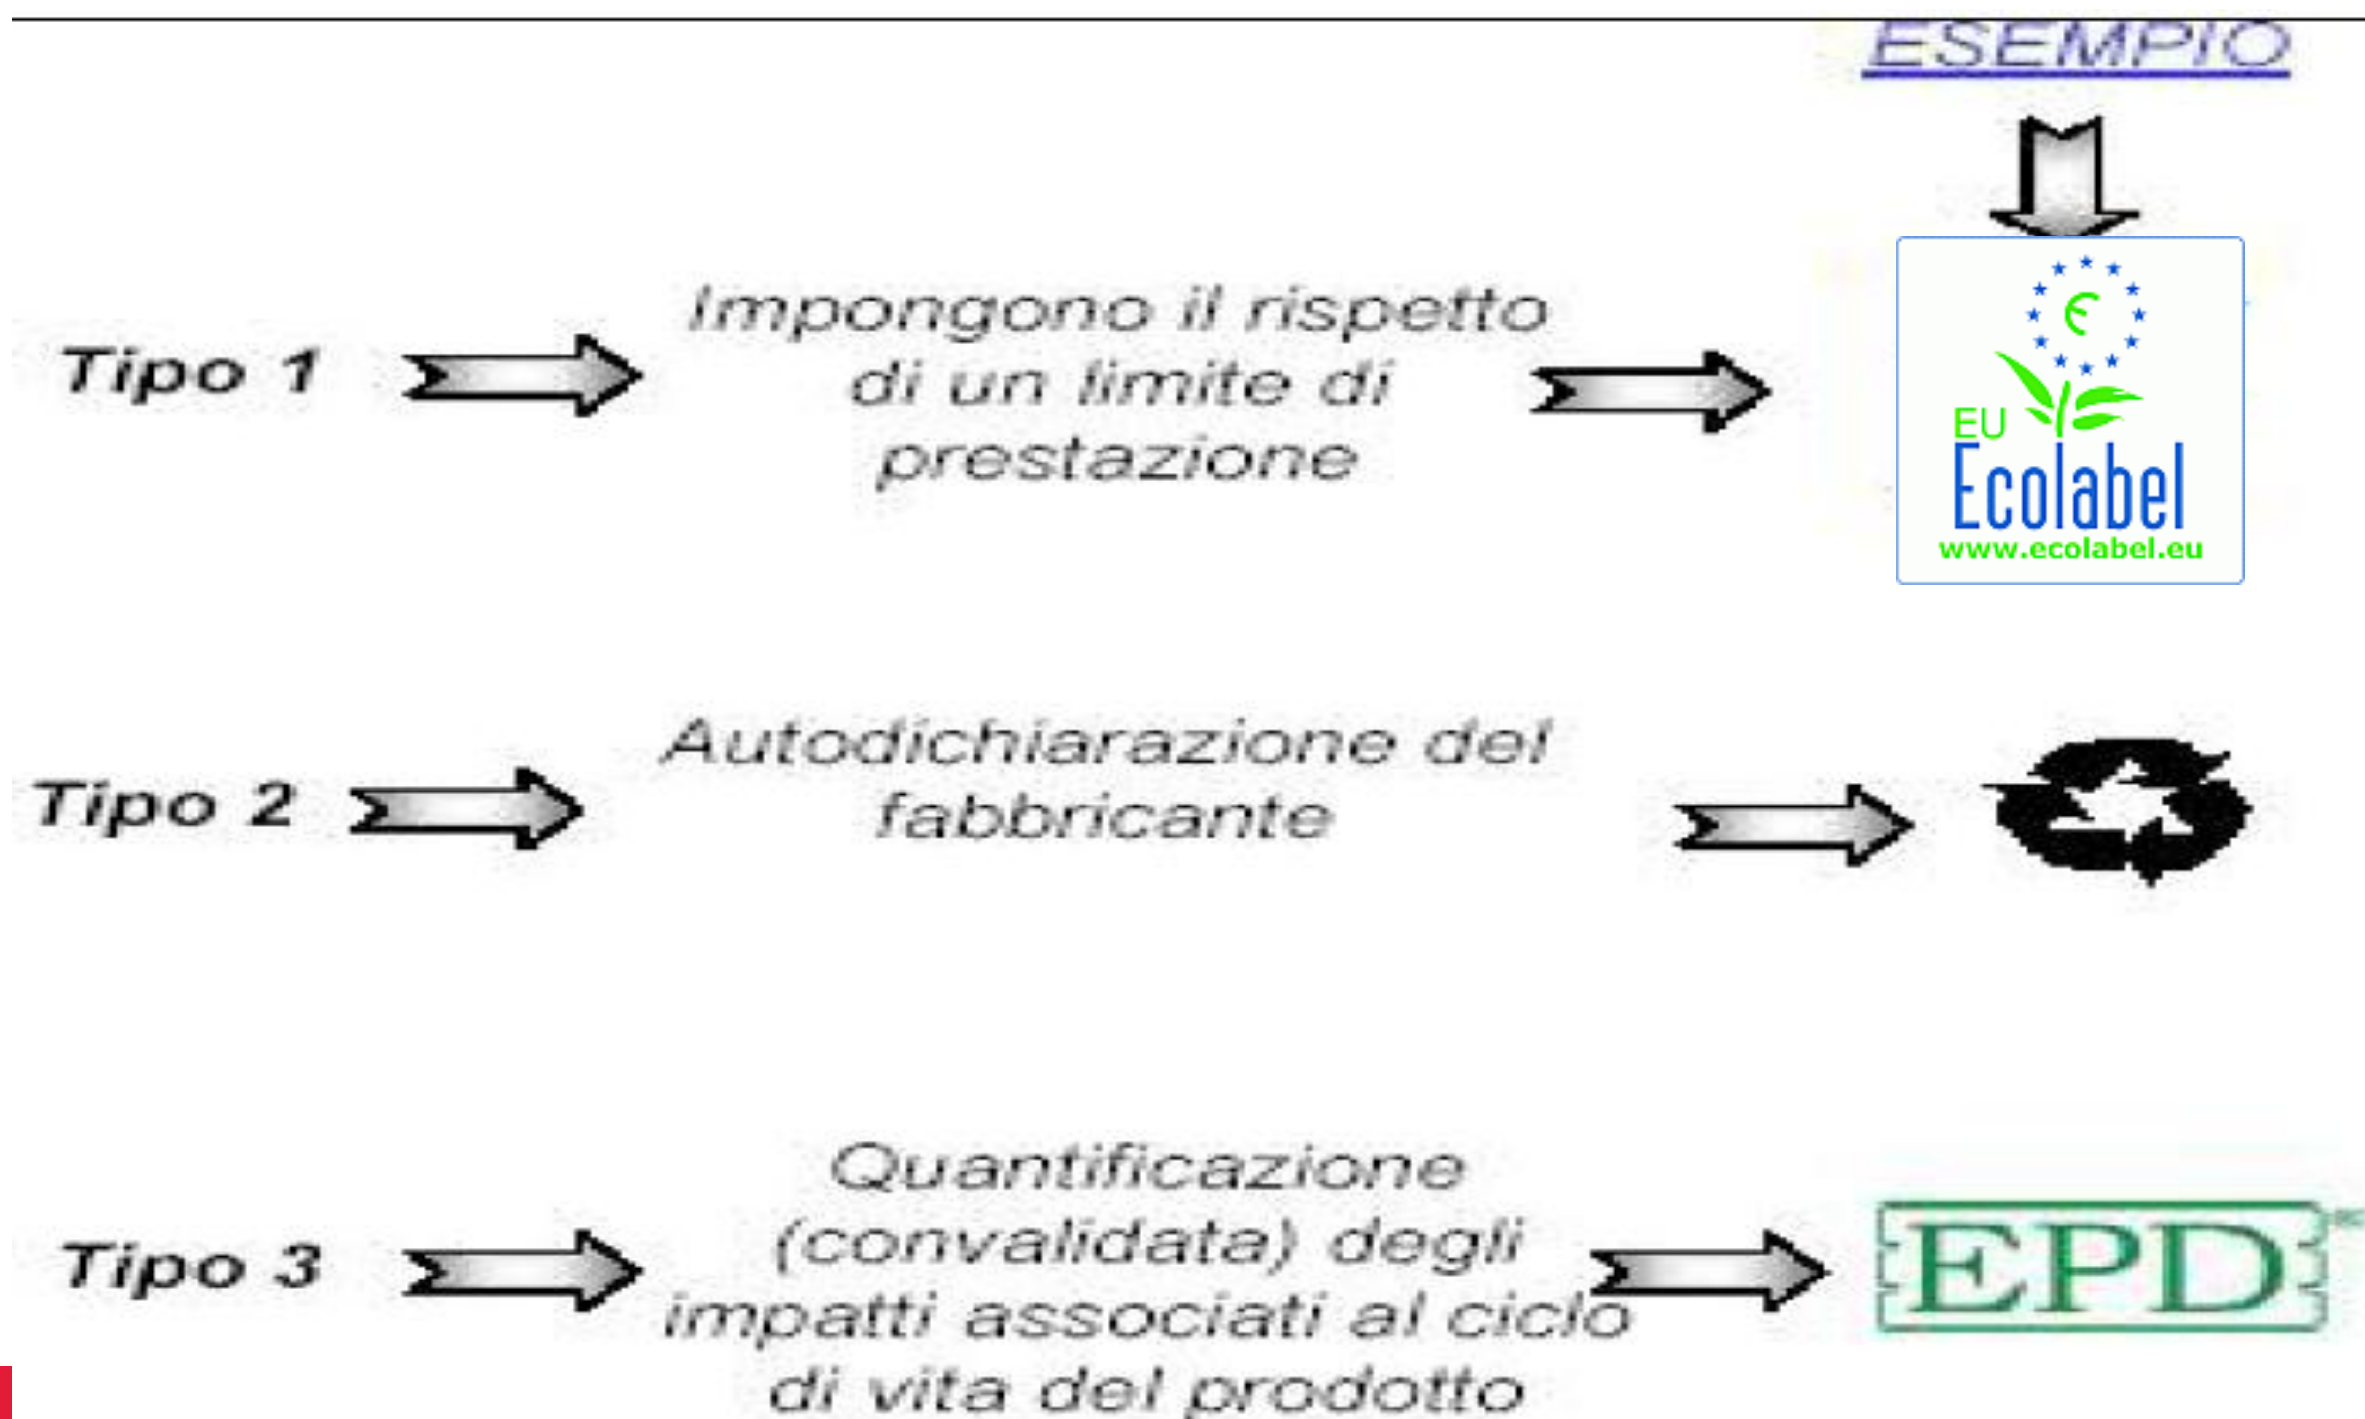 ESEMPIO
Tipo 1
Impongono il rispetto
di un limite di
prestazione
EU
Ecolabel
www.ecolabel.eu
Tipo 2
Autodichiarazione del
fabbricante
Tipo 3
Quantificazione
(convalidata) degli
impatti associati al ciclo
di vita del prodotto
EPD